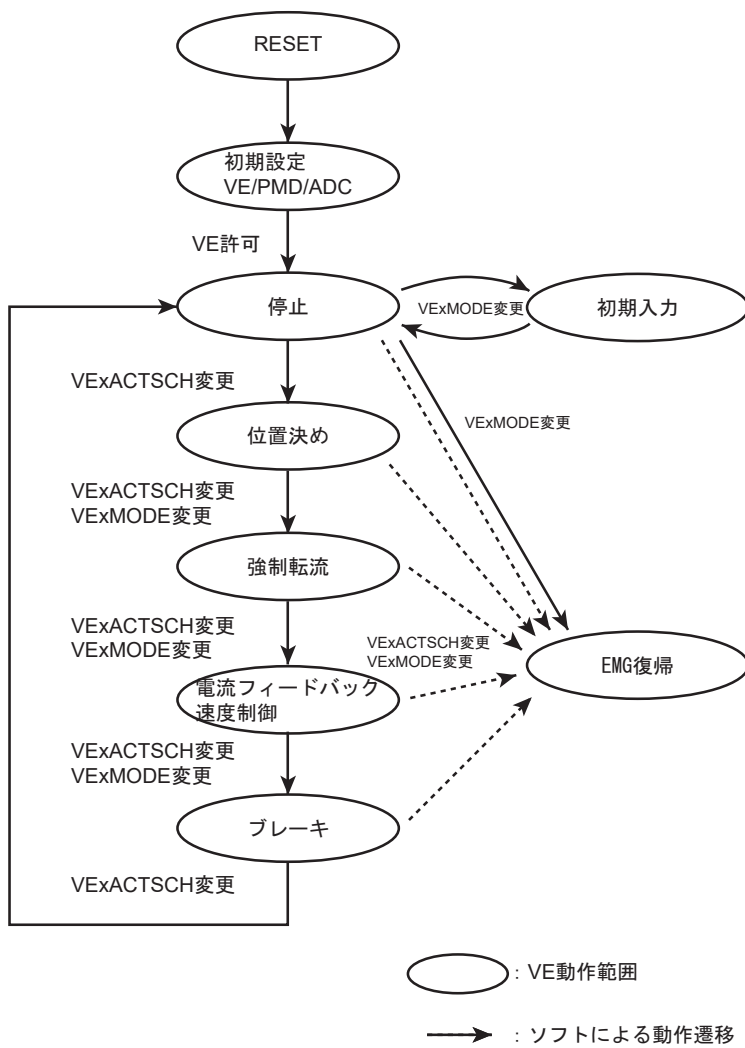 RESET
初期設定
VE/PMD/ADC
VE許可
停止
VExMODE変更
初期入力
VExACTSCH変更
VExMODE変更
位置決め
VExACTSCH変更
VExMODE変更
強制転流
VExACTSCH変更
VExMODE変更
VExACTSCH変更
VExMODE変更
EMG復帰
電流フィードバック
速度制御
VExACTSCH変更
VExMODE変更
ブレーキ
VExACTSCH変更
: VE動作範囲
: ソフトによる動作遷移